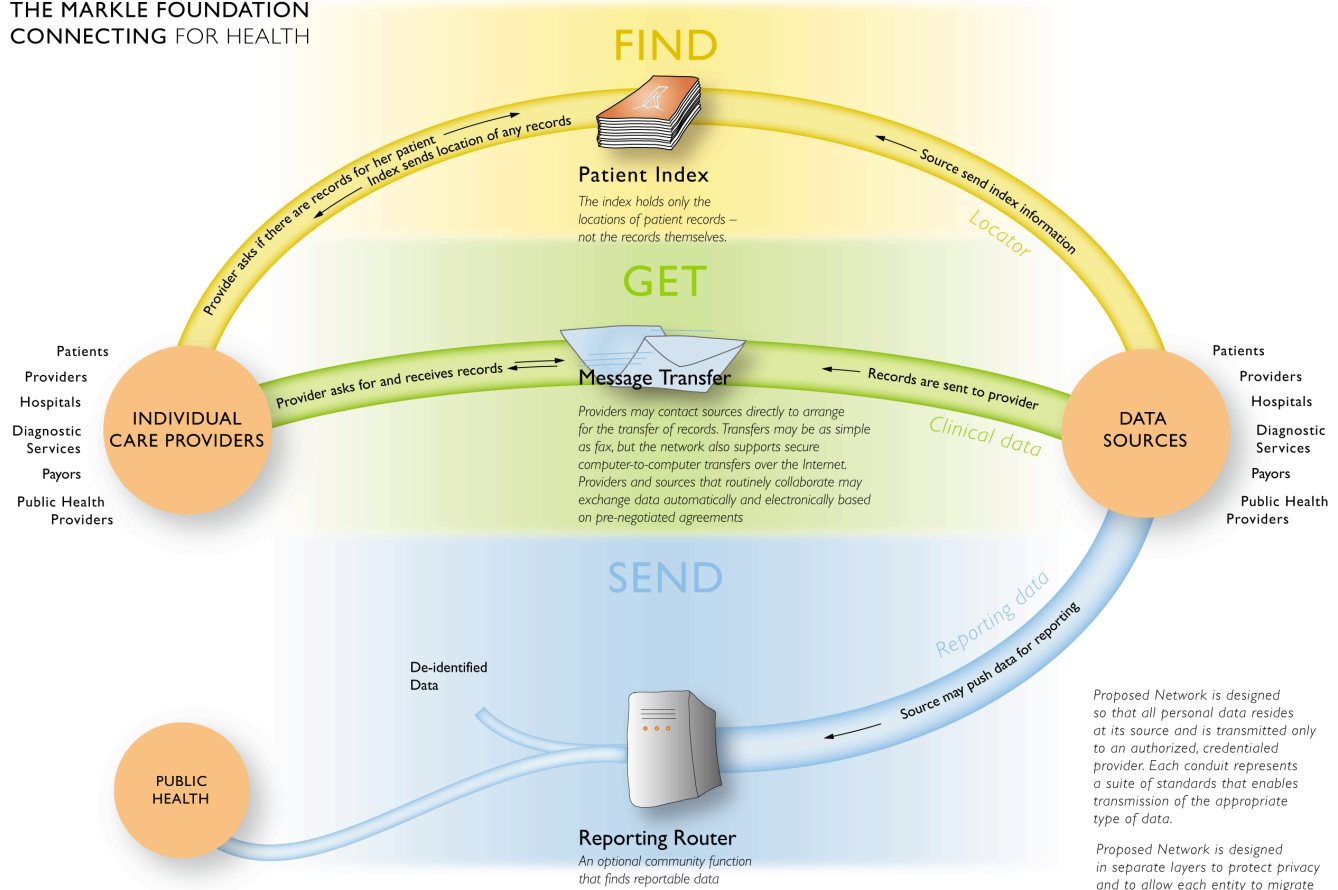 THE MARKLE FOUNDATION
CONNECTING FOR HEALTH
FIND
Provider asks if there are records for her patient
Index sends location of any records
Patient Index
The index holds only the
locations of patient records –
not the records themselves.
Source send index information
Locator
GET
Patients
Providers
Hospitals
Diagnostic
Services
Payors
Public Health
Providers
INDIVIDUAL
CARE PROVIDERS
Provider asks for and receives records
Message Transfer
Providers may contact sources directly to arrange
for the transfer of records. Transfers may be as simple
as fax, but the network also supports secure
computer-to-computer transfers over the Internet.
Providers and sources that routinely collaborate may
exchange data automatically and electronically based
on pre-negotiated agreements
Records are sent to provider
Clinical data
DATA
SOURCES
Patients
Providers
Hospitals
Diagnostic
Services
Payors
Public Health
Providers
SEND
Reporting data
Source may push data for reporting
De-identified
Data
PUBLIC
HEALTH
Reporting Router
An optional community function
that finds reportable data
Proposed Network is designed
so that all personal data resides
at its source and is transmitted only
to an authorized, credentialed
provider. Each conduit represents
a suite of standards that enables
transmission of the appropriate
type of data.
Proposed Network is designed
in separate layers to protect privacy
and to allow each entity to migrate